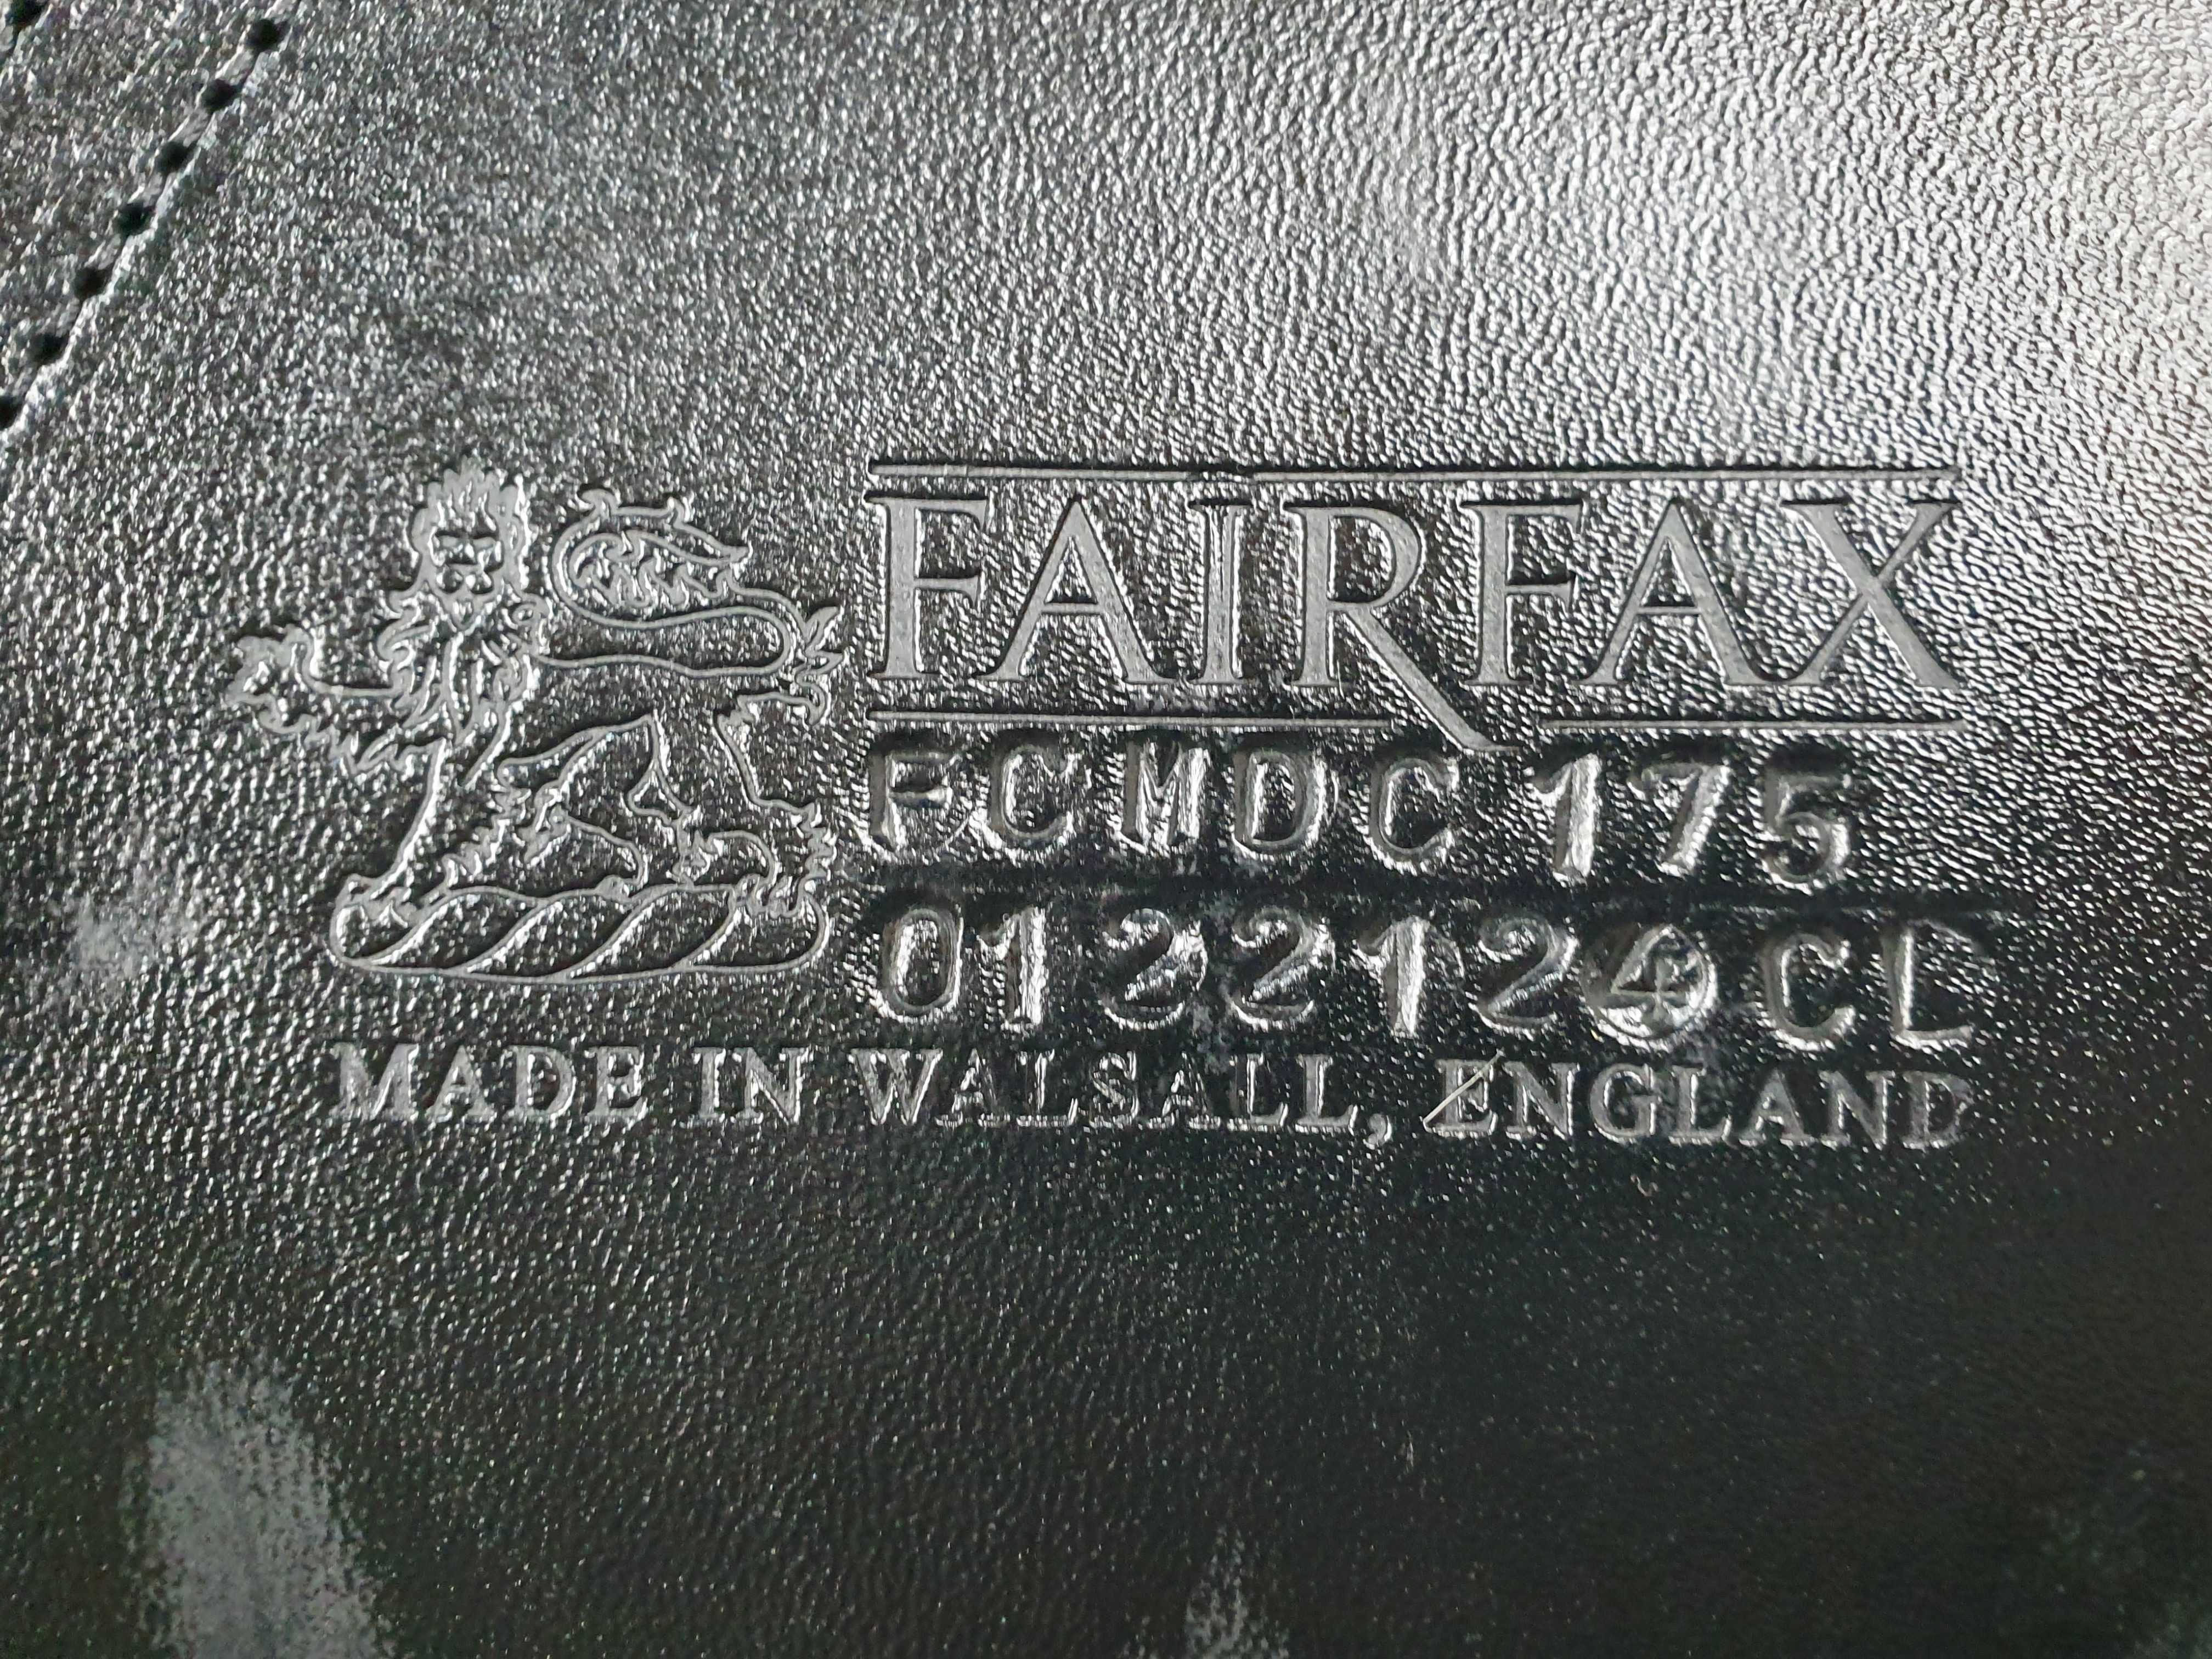 FAIRFAX
FCMDC 175
0122124 CL
MADE IN WALSALL, ENGLAND